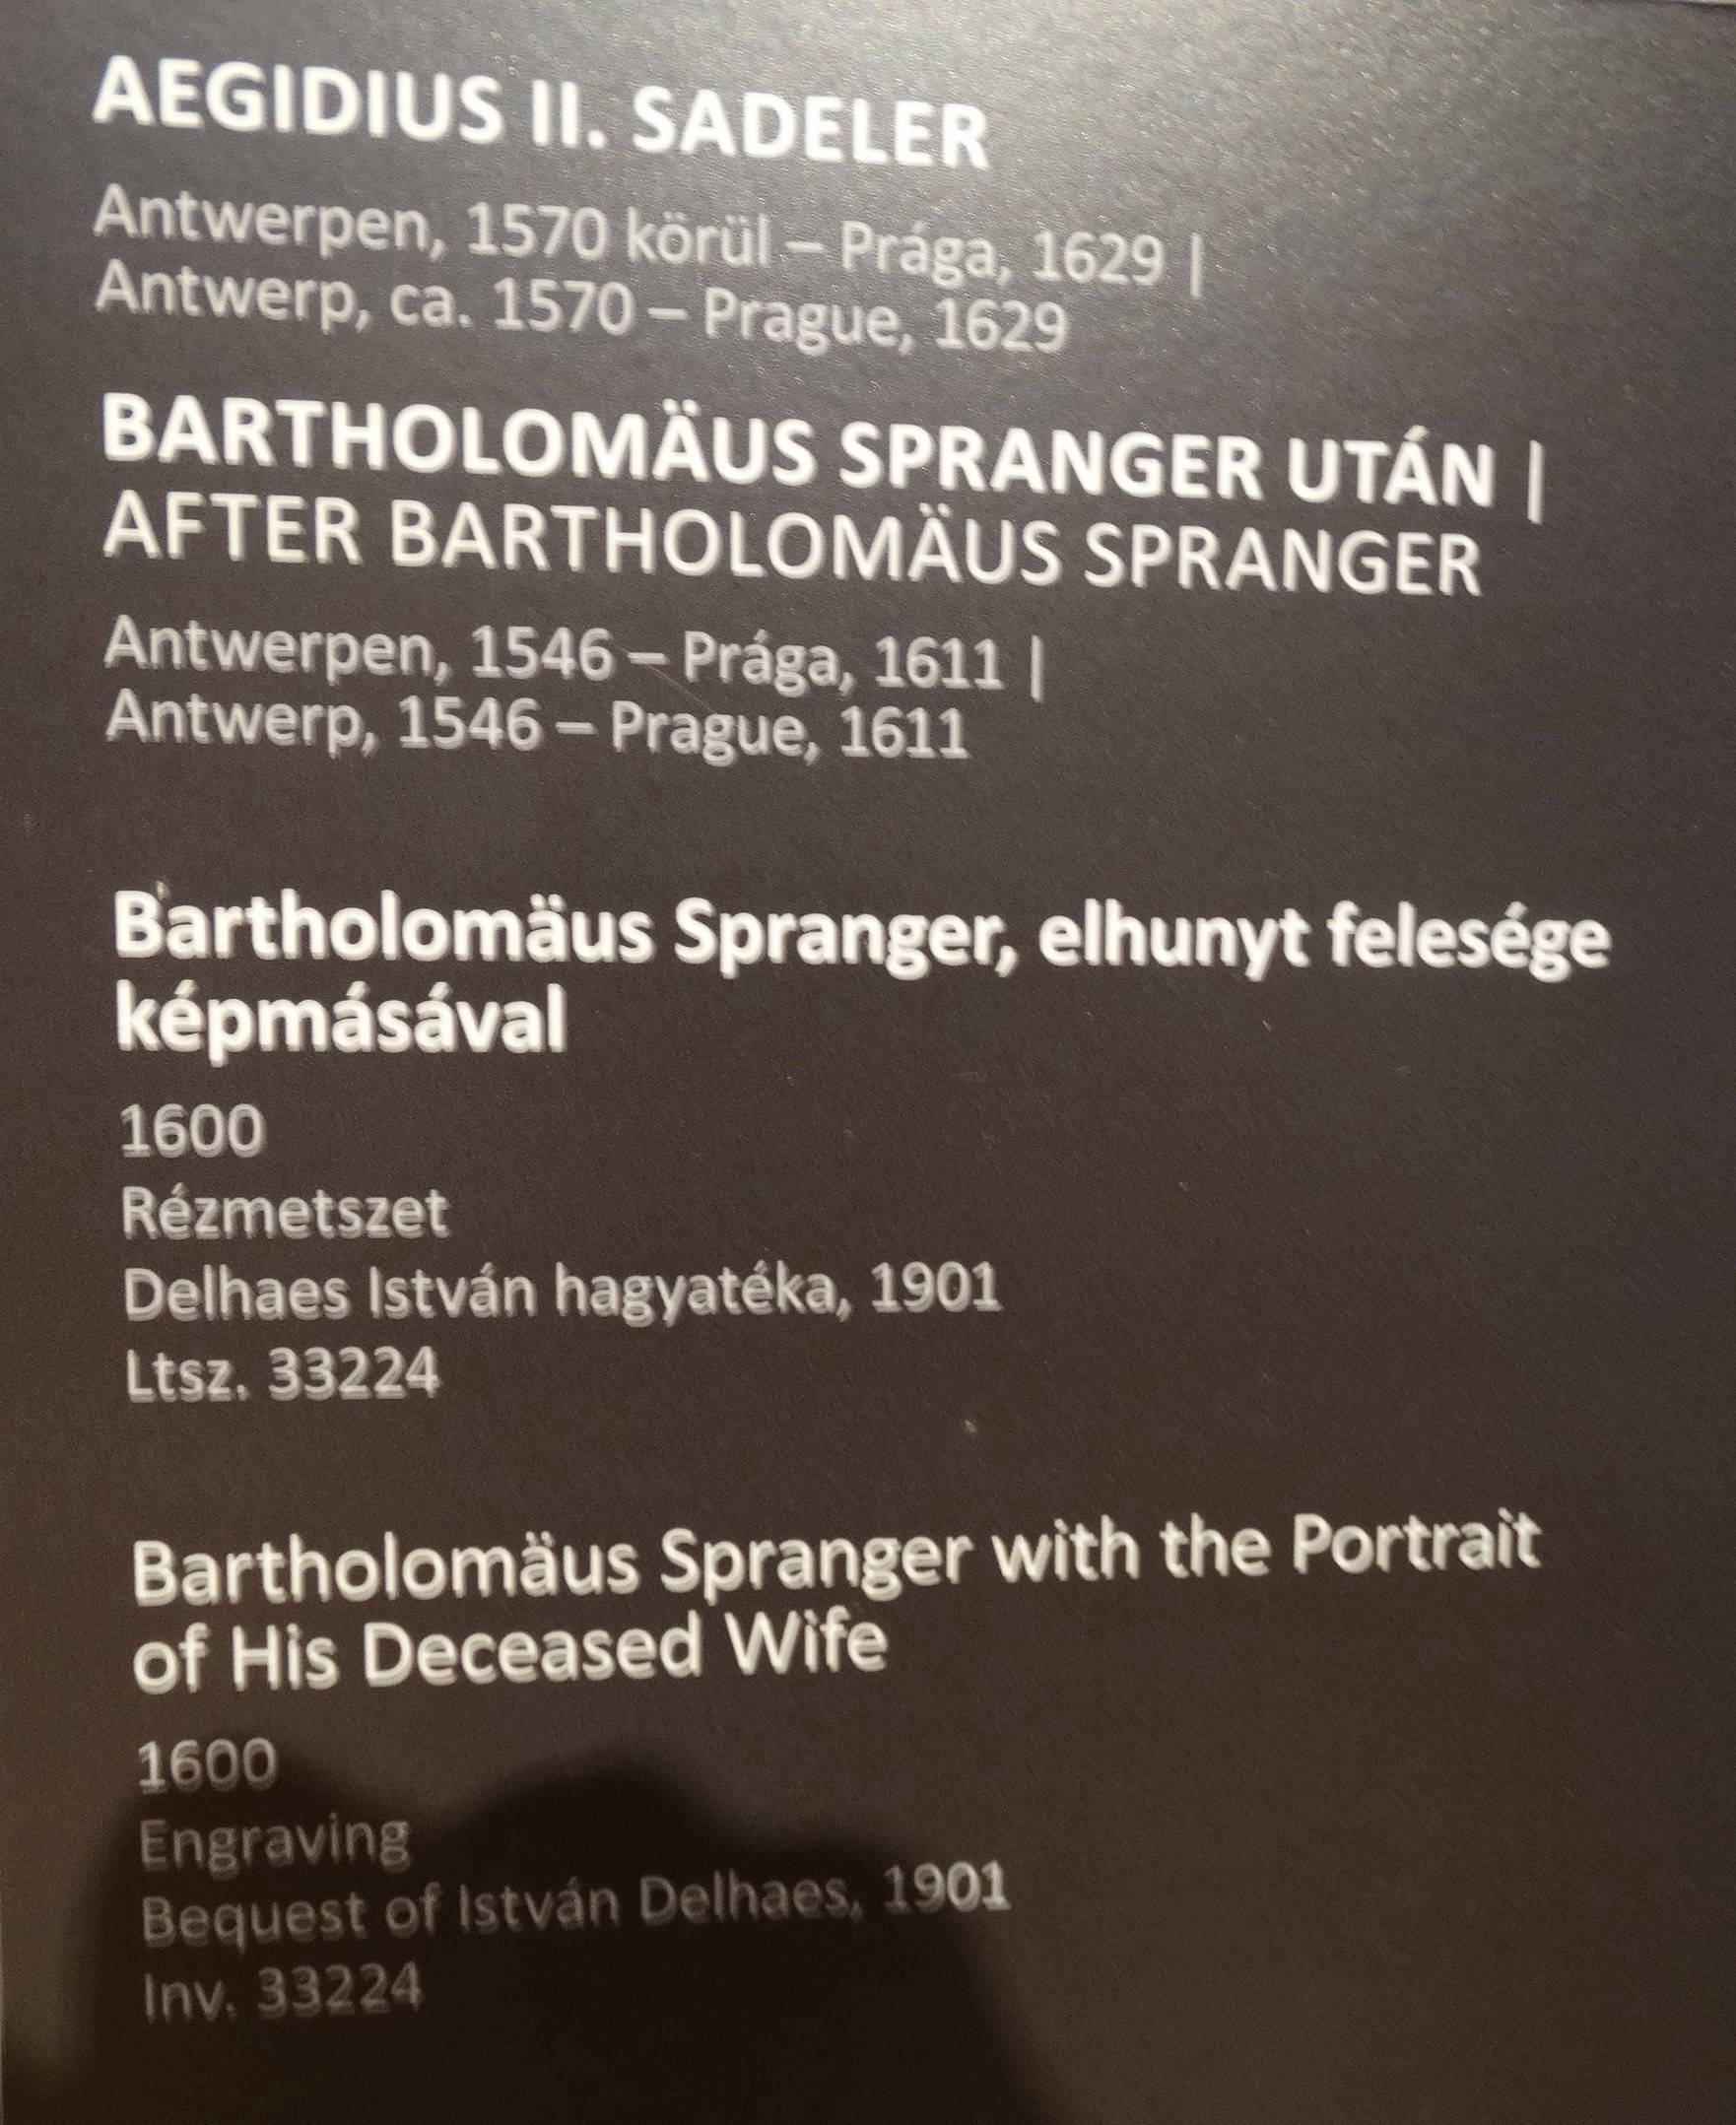 AEGIDIUS II. SADELER
Antwerpen, 1570 körül – Prága, 1629 |
Antwerp, ca. 1570 – Prague, 1629
BARTHOLOMÄUS SPRANGER UTÁN |
AFTER BARTHOLOMÄUS SPRANGER
Antwerpen, 1546 – Prága, 1611 |
Antwerp, 1546 – Prague, 1611
Bartholomäus Spranger, elhunyt felesége
képmásával
1600
Rézmetszet
Delhaes István hagyatéka, 1901
Ltsz. 33224
Bartholomäus Spranger with the Portrait
of His Deceased Wife
1600
Engraving
Bequest of István Delhaes, 1901
Inv. 33224